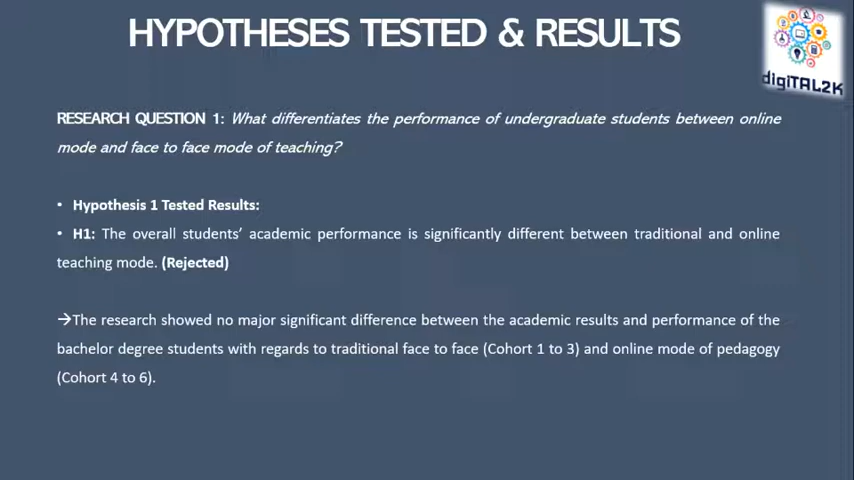 HYPOTHESES TESTED & RESULTS
digiTAL2K
RESEARCH QUESTION 1: What differentiates the performance of undergraduate students between online
mode and face to face mode of teaching?
• Hypothesis 1 Tested Results:
• H1: The overall students’ academic performance is significantly different between traditional and online
teaching mode. (Rejected)
→The research showed no major significant difference between the academic results and performance of the
bachelor degree students with regards to traditional face to face (Cohort 1 to 3) and online mode of pedagogy
(Cohort 4 to 6).